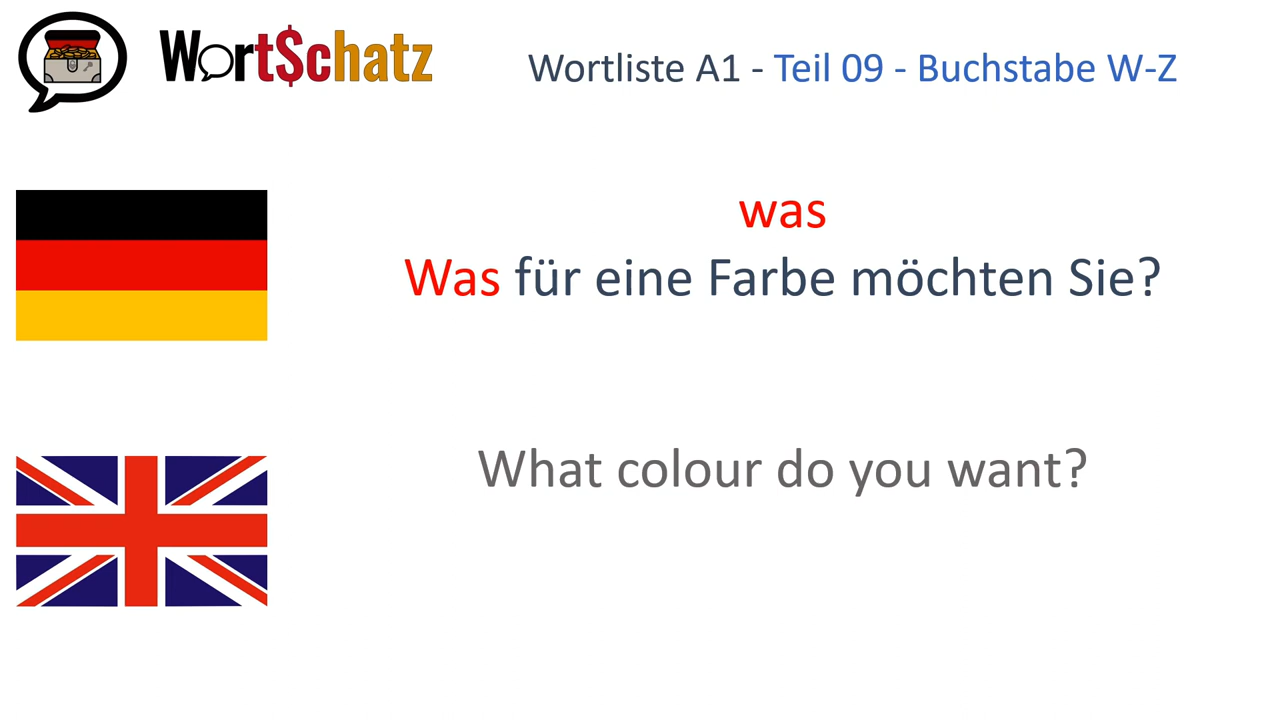 Wort$chatz
Wortliste A1 - Teil 09 - Buchstabe W-Z
was
Was für eine Farbe möchten Sie?
What colour do you want?